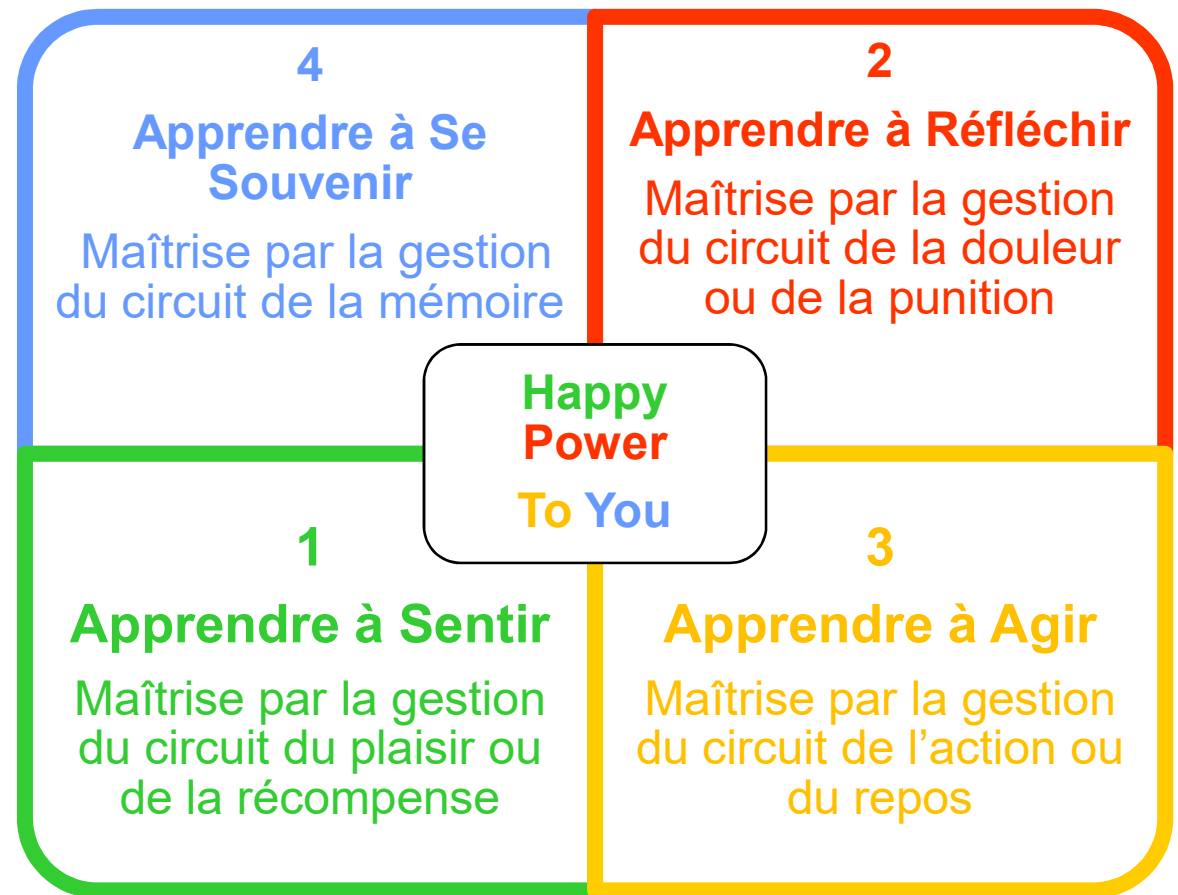 4
Apprendre à Se
Souvenir
Maîtrise par la gestion
du circuit de la mémoire
2
Apprendre à Réfléchir
Maîtrise par la gestion
du circuit de la douleur
ou de la punition
Happy
Power
To You
1
Apprendre à Sentir
Maîtrise par la gestion
du circuit du plaisir ou
de la récompense
3
Apprendre à Agir
Maîtrise par la gestion
du circuit de l’action ou
du repos